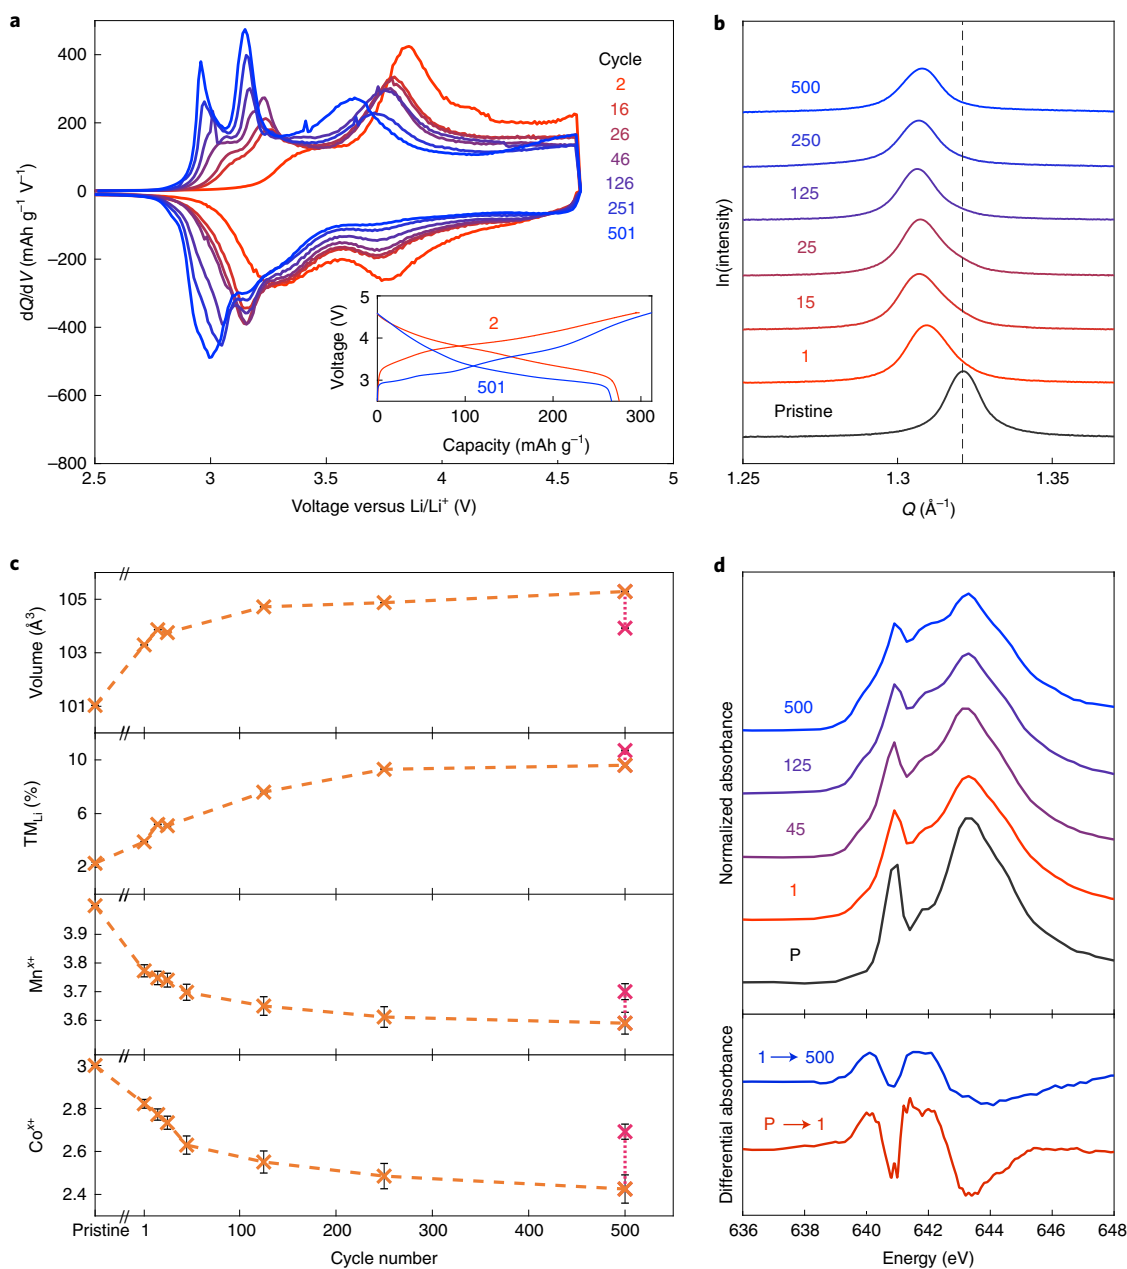 a
400
200
0
−200
−400
−600
−800
dQ/dV (mAh g⁻¹ V⁻¹)
Cycle
2
16
26
46
126
251
501
5
4
3
Voltage (V)
2
501
0 100 200 300
Capacity (mAh g⁻¹)
2.5 3.0 3.5 4 4.5 5
Voltage versus Li/Li⁺ (V)
b
ln(intensity)
500
250
125
25
15
1
Pristine
1.25 1.3 1.35
Q (Å⁻¹)
c
105
103
101
Volume (Å³)
10
6
2
TM_Li (%)
3.9
3.8
3.7
3.6
Mnˣ⁺
3
2.8
2.6
2.4
Coˣ⁺
Pristine 1 100 200 300 400 500
Cycle number
d
Normalized absorbance
500
125
45
1
P
Differential absorbance
1 → 500
P → 1
636 638 640 642 644 646 648
Energy (eV)